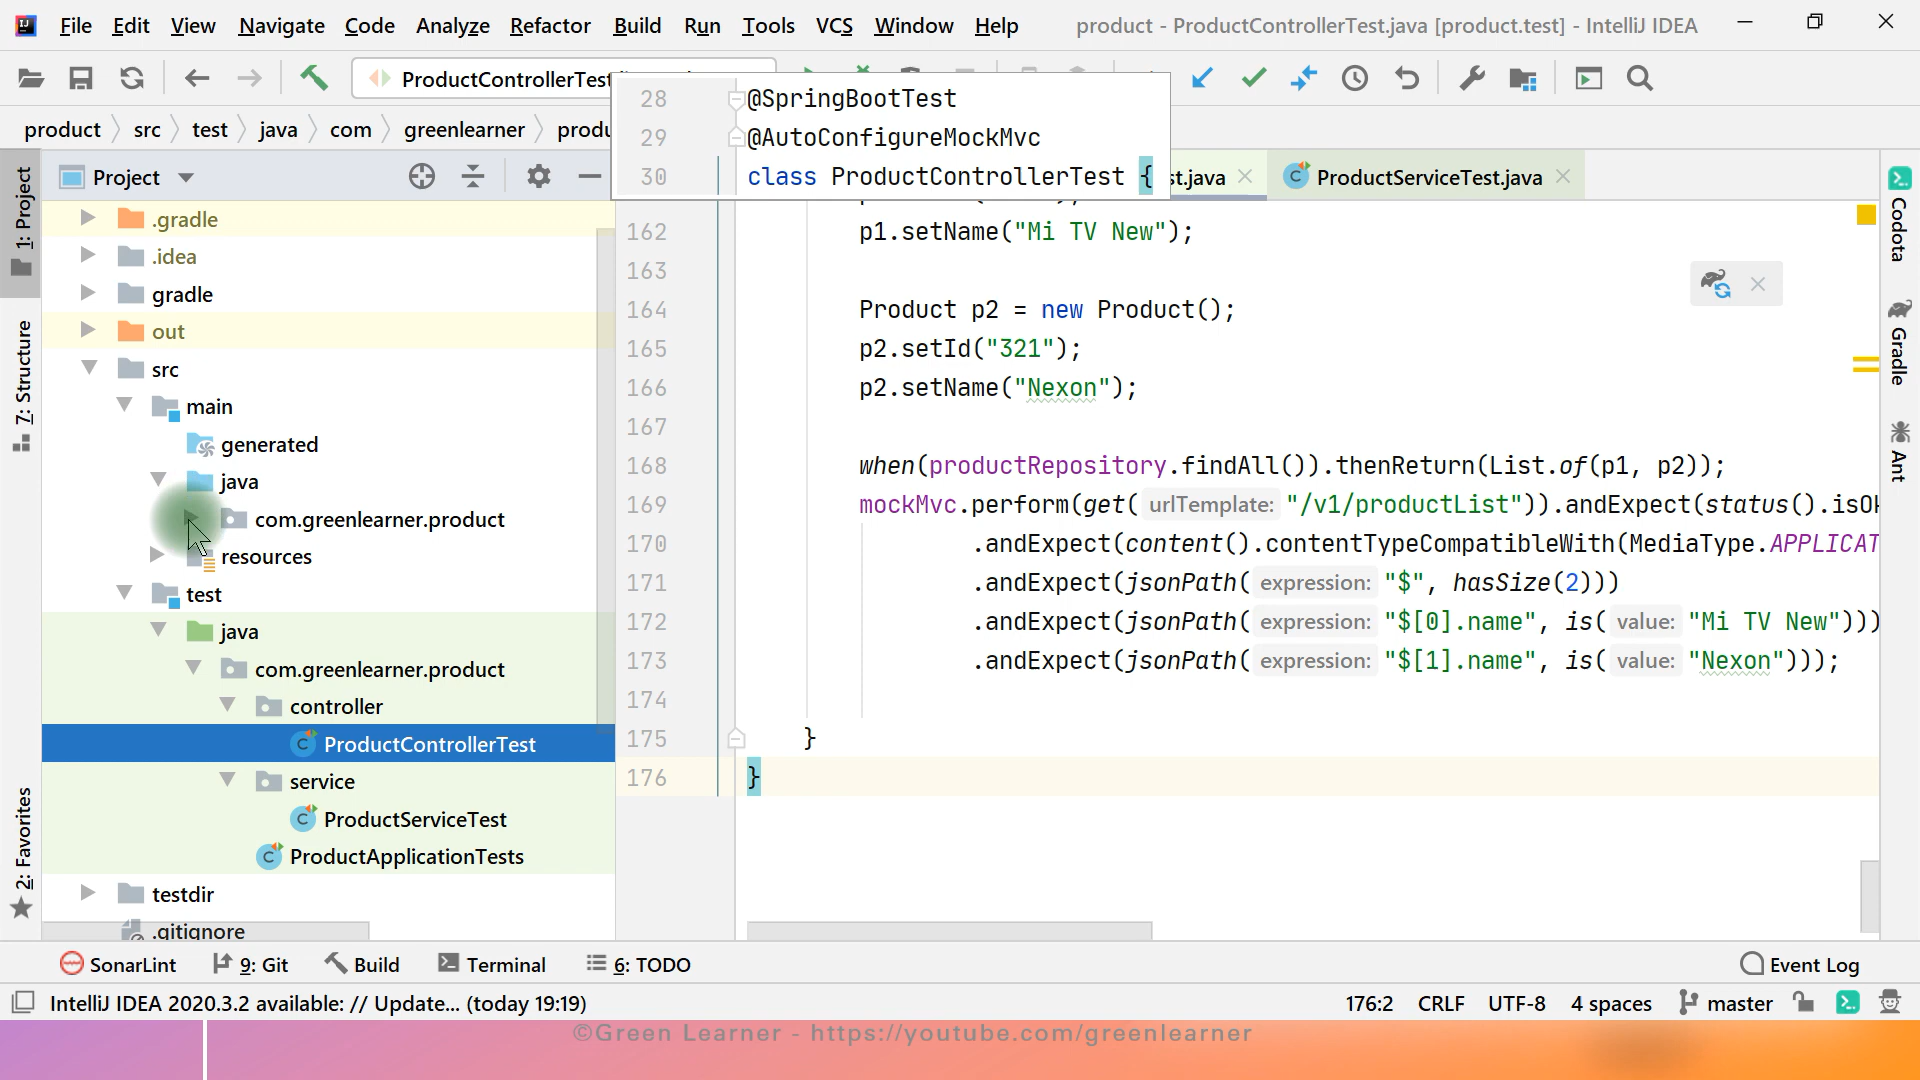 File Edit View Navigate Code Analyze Refactor Build Run Tools VCS Window Help product - ProductControllerTest.java [product.test] - IntelliJ IDEA
ProductControllerTest
product src test java com greenlearner
28 @SpringBootTest
29 @AutoConfigureMockMvc
30 class ProductControllerTest {
st.java ProductServiceTest.java
1: Project
7: Structure
2: Favorites
Project
.gradle
.idea
gradle
out
src
main
generated
java
com.greenlearner.product
resources
test
java
com.greenlearner.product
controller
ProductControllerTest
service
ProductServiceTest
ProductApplicationTests
testdir
.gitignore
162 p1.setName("Mi TV New");
163
164 Product p2 = new Product();
165 p2.setId("321");
166 p2.setName("Nexon");
167
168 when(productRepository.findAll()).thenReturn(List.of(p1, p2));
169 mockMvc.perform(get( urlTemplate: "/v1/productList")).andExpect(status().isOk
170 .andExpect(content().contentTypeCompatibleWith(MediaType.APPLICAT
171 .andExpect(jsonPath( expression: "$", hasSize(2)))
172 .andExpect(jsonPath( expression: "$[0].name", is( value: "Mi TV New")))
173 .andExpect(jsonPath( expression: "$[1].name", is( value: "Nexon")));
174
175 }
176 }
Codota
Gradle
Ant
SonarLint 9: Git Build Terminal 6: TODO Event Log
IntelliJ IDEA 2020.3.2 available: // Update... (today 19:19) 176:2 CRLF UTF-8 4 spaces master
©Green Learner - https://youtube.com/greenlearner